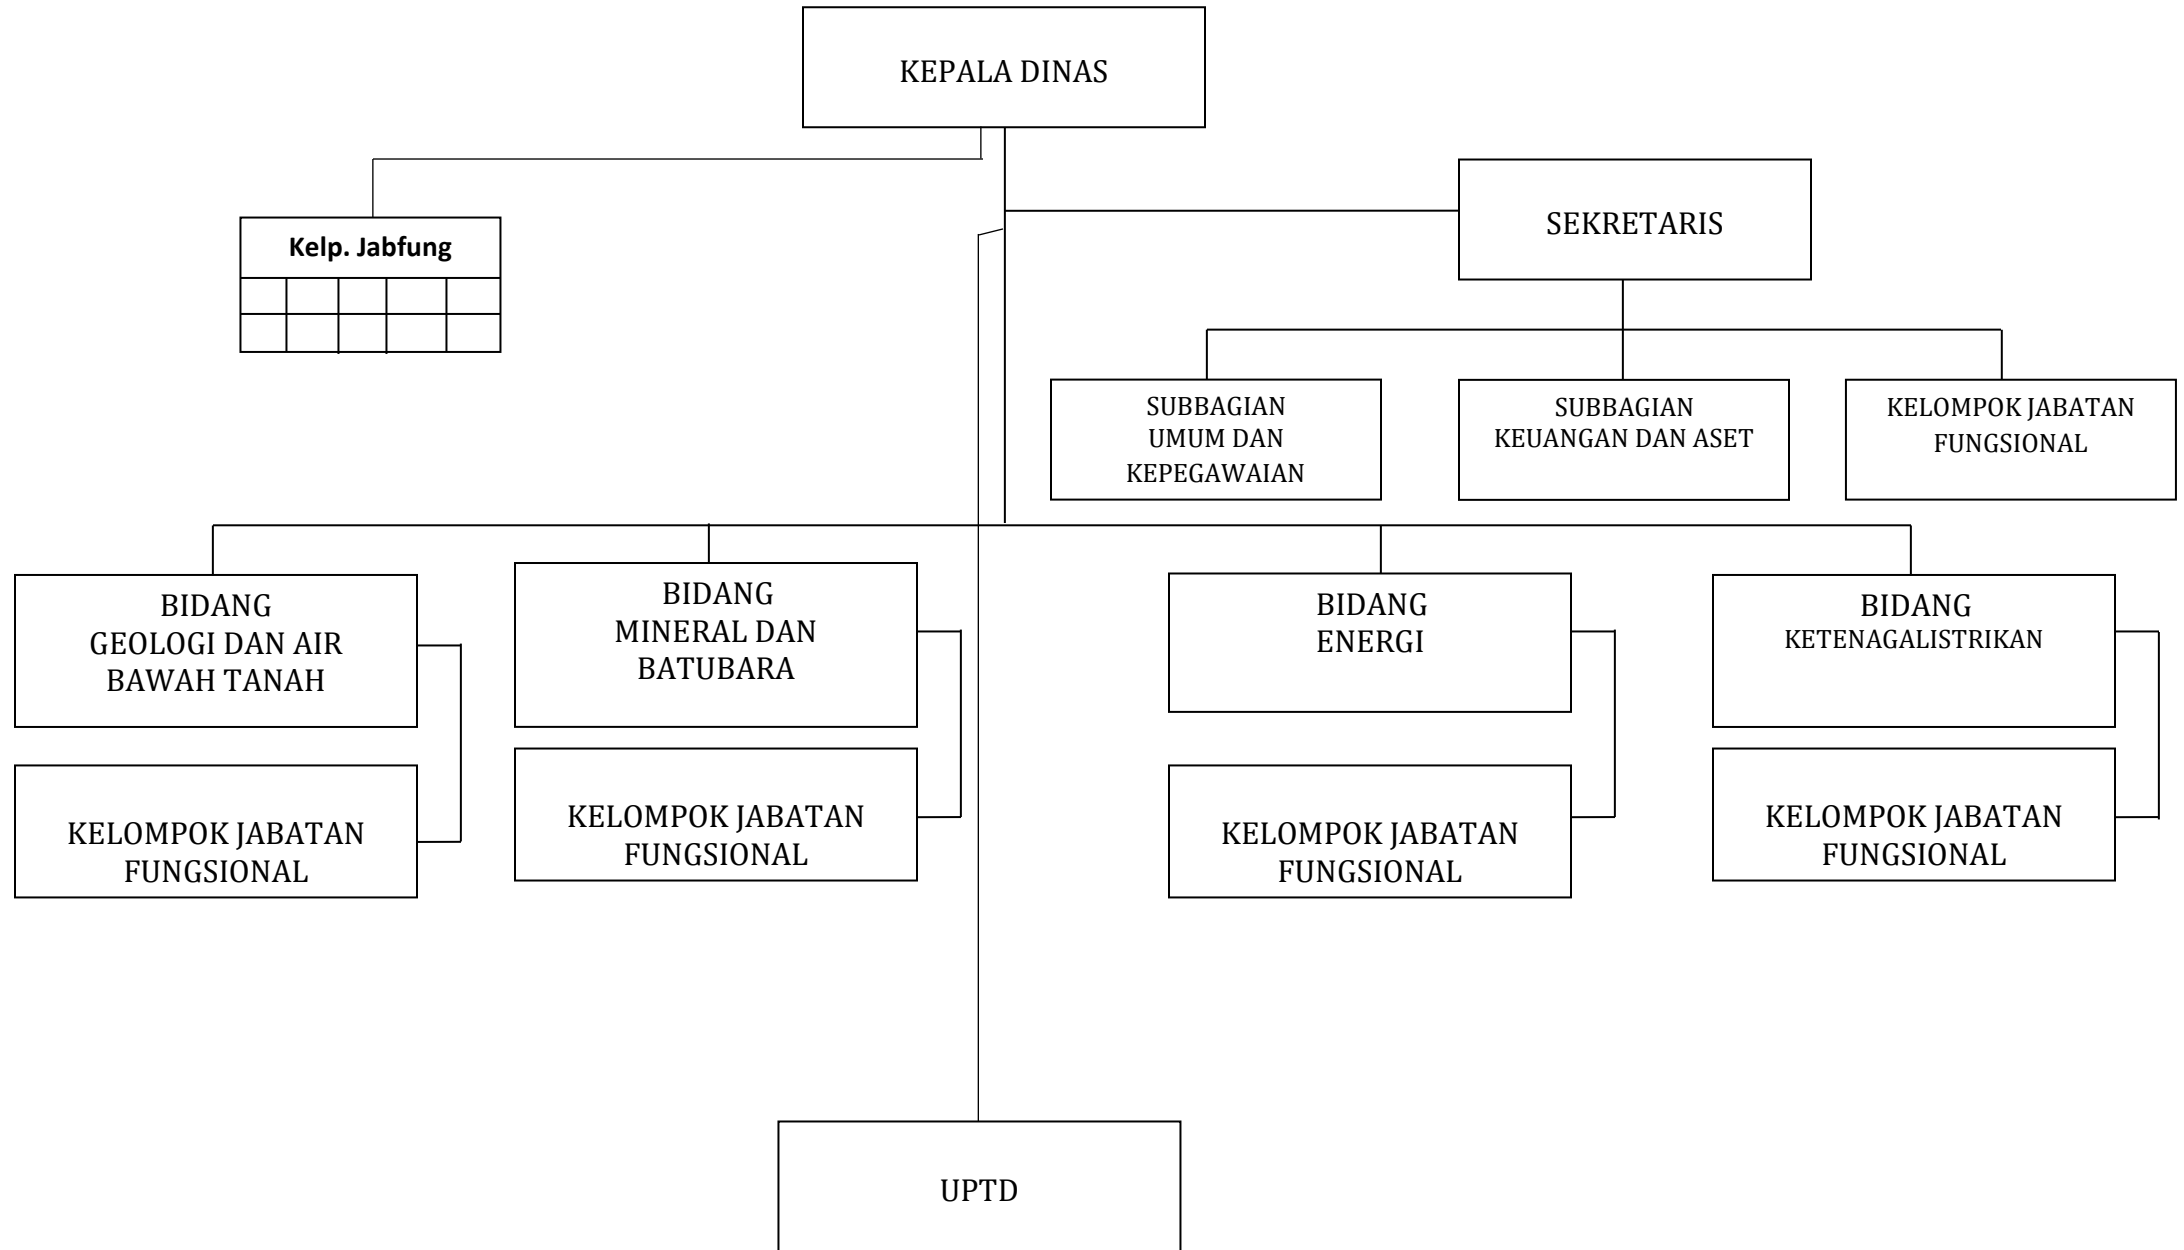 KEPALA DINAS
SEKRETARIS
Kelp. Jabfung
SUBBAGIAN
UMUM DAN
KEPEGAWAIAN
SUBBAGIAN
KEUANGAN DAN ASET
KELOMPOK JABATAN
FUNGSIONAL
BIDANG
GEOLOGI DAN AIR
BAWAH TANAH
BIDANG
MINERAL DAN
BATUBARA
BIDANG
ENERGI
BIDANG
KETENAGALISTRIKAN
KELOMPOK JABATAN
FUNGSIONAL
KELOMPOK JABATAN
FUNGSIONAL
KELOMPOK JABATAN
FUNGSIONAL
KELOMPOK JABATAN
FUNGSIONAL
UPTD